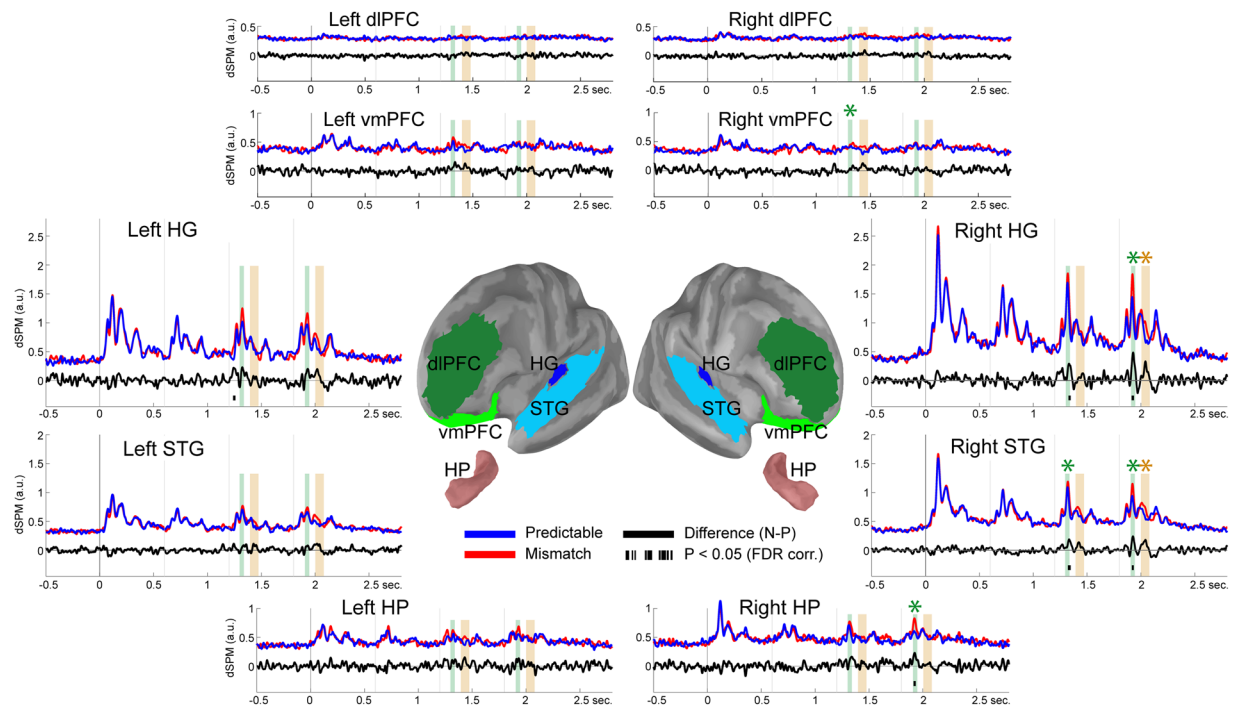 Left dlPFC
dSPM (a.u.)
0.5
0
-0.5 0 0.5 1 1.5 2 2.5 sec.
Right dlPFC
0.5
0
-0.5 0 0.5 1 1.5 2 2.5 sec.
Left vmPFC
dSPM (a.u.)
1
0.5
0
-0.5 0 0.5 1 1.5 2 2.5 sec.
*
Right vmPFC
1
0.5
0
-0.5 0 0.5 1 1.5 2 2.5 sec.
Left HG
dSPM (a.u.)
2.5
2
1.5
1
0.5
0
-0.5 0 0.5 1 1.5 2 2.5 sec.
dlPFC
HG
STG
vmPFC
HP
HG
dlPFC
STG
vmPFC
HP
Right HG
* *
2.5
2
1.5
1
0.5
0
-0.5 0 0.5 1 1.5 2 2.5 sec.
Left STG
dSPM (a.u.)
2
1.5
1
0.5
0
-0.5 0 0.5 1 1.5 2 2.5 sec.
Predictable
Mismatch
Difference (N-P)
P < 0.05 (FDR corr.)
Right STG
* * *
2
1.5
1
0.5
0
-0.5 0 0.5 1 1.5 2 2.5 sec.
Left HP
dSPM (a.u.)
1
0.5
0
-0.5 0 0.5 1 1.5 2 2.5 sec.
Right HP
*
1
0.5
0
-0.5 0 0.5 1 1.5 2 2.5 sec.